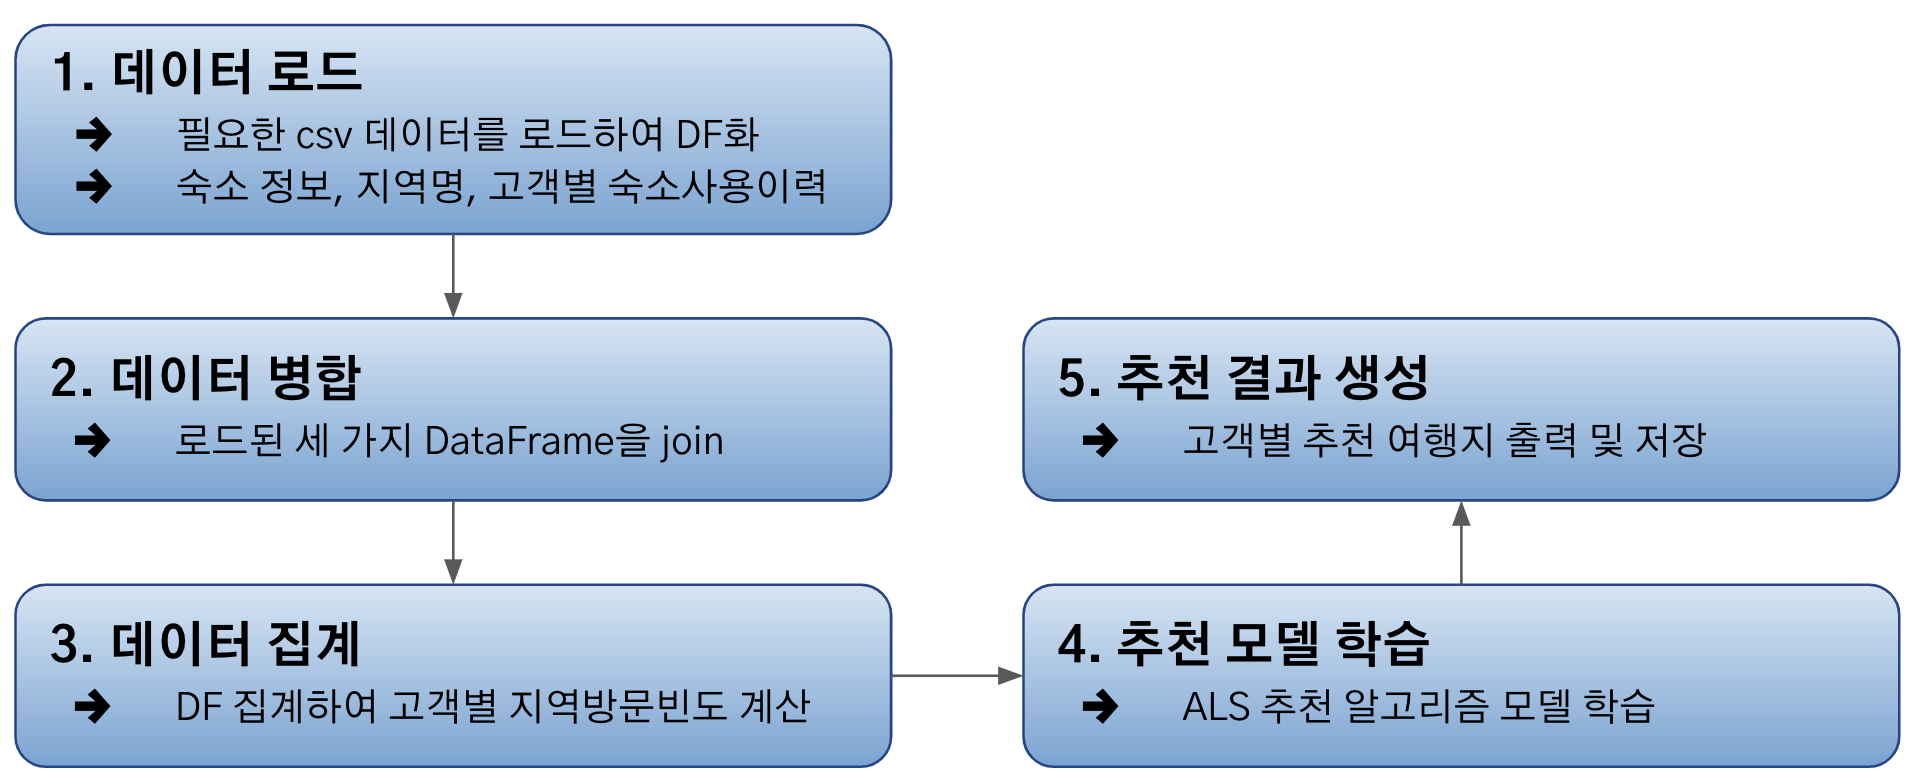 1. 데이터 로드
➔ 필요한 csv 데이터를 로드하여 DF화
➔ 숙소 정보, 지역명, 고객별 숙소사용이력
2. 데이터 병합
➔ 로드된 세 가지 DataFrame을 join
3. 데이터 집계
➔ DF 집계하여 고객별 지역방문빈도 계산
4. 추천 모델 학습
➔ ALS 추천 알고리즘 모델 학습
5. 추천 결과 생성
➔ 고객별 추천 여행지 출력 및 저장